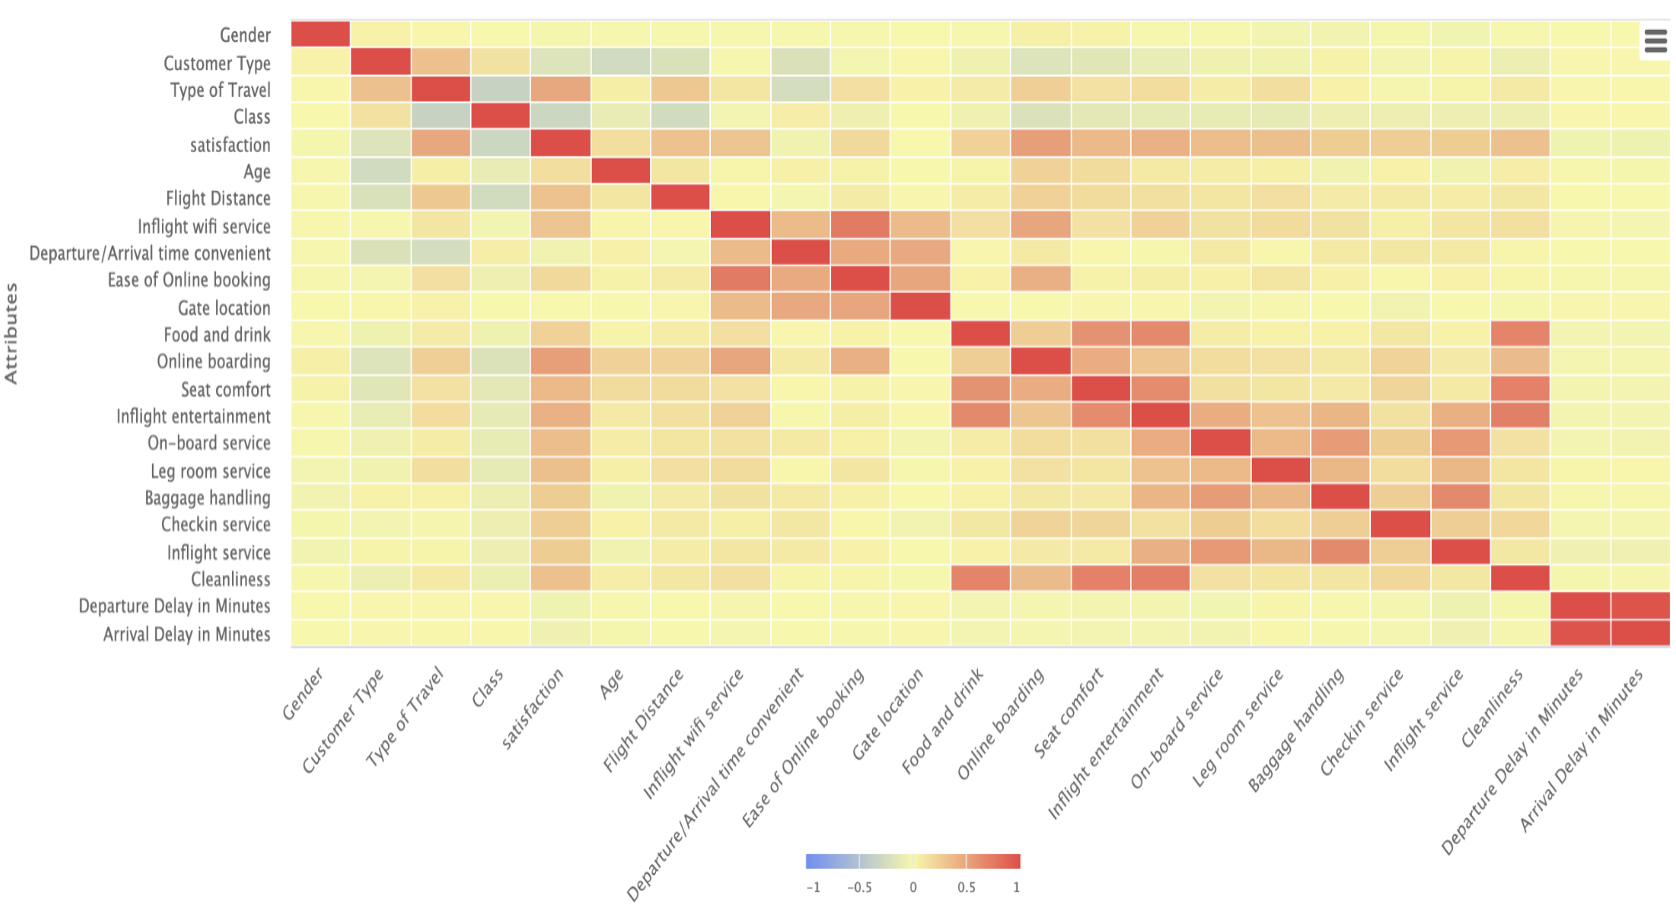 Attributes
Gender
Customer Type
Type of Travel
Class
satisfaction
Age
Flight Distance
Inflight wifi service
Departure/Arrival time convenient
Ease of Online booking
Gate location
Food and drink
Online boarding
Seat comfort
Inflight entertainment
On-board service
Leg room service
Baggage handling
Checkin service
Inflight service
Cleanliness
Departure Delay in Minutes
Arrival Delay in Minutes
Gender
Customer Type
Type of Travel
Class
satisfaction
Age
Flight Distance
Inflight wifi service
Departure/Arrival time convenient
Ease of Online booking
Gate location
Food and drink
Online boarding
Seat comfort
Inflight entertainment
On-board service
Leg room service
Baggage handling
Checkin service
Inflight service
Cleanliness
Departure Delay in Minutes
Arrival Delay in Minutes
-1 -0.5 0 0.5 1